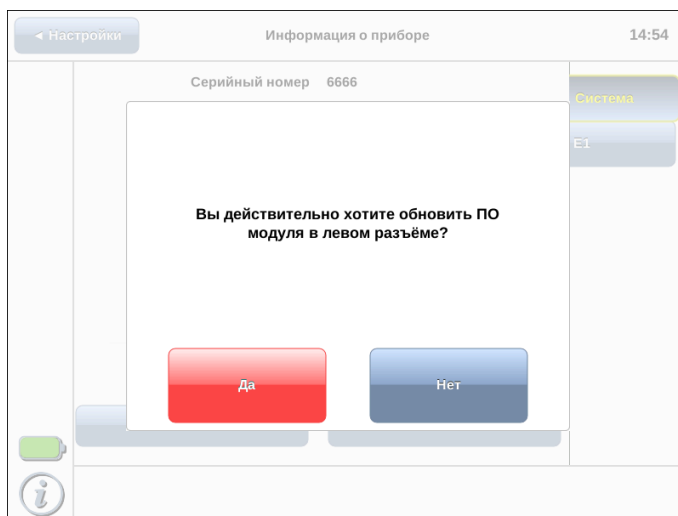 ◄ Настройки
Информация о приборе
14:54
Серийный номер 6666
Система
E1
Вы действительно хотите обновить ПО
модуля в левом разъёме?
Да
Нет